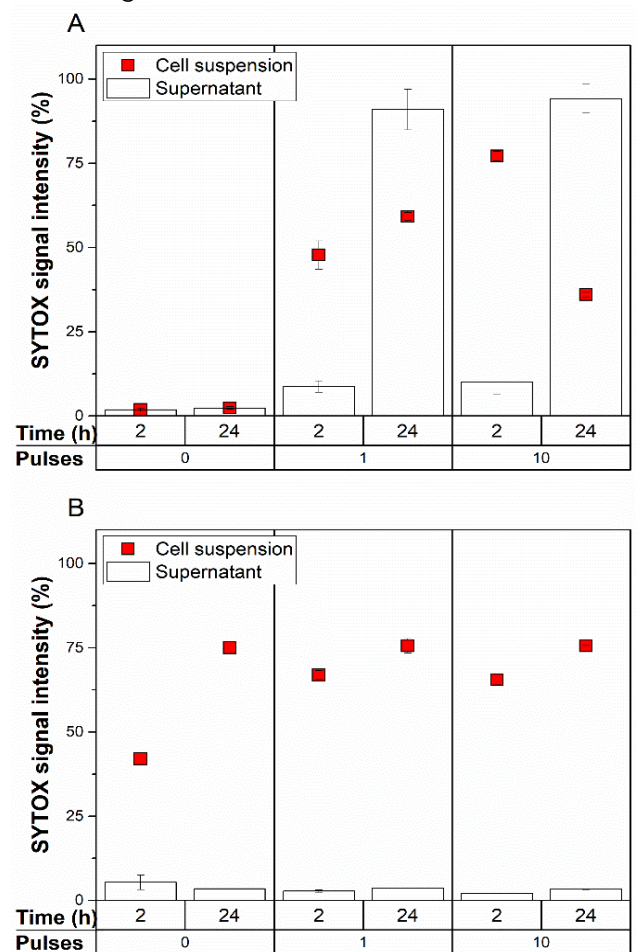 A
Cell suspension
Supernatant
SYTOX signal intensity (%)
100
75
50
25
0
Time (h) 2 24 2 24 2 24
Pulses 0 1 10
B
Cell suspension
Supernatant
SYTOX signal intensity (%)
100
75
50
25
0
Time (h) 2 24 2 24 2 24
Pulses 0 1 10